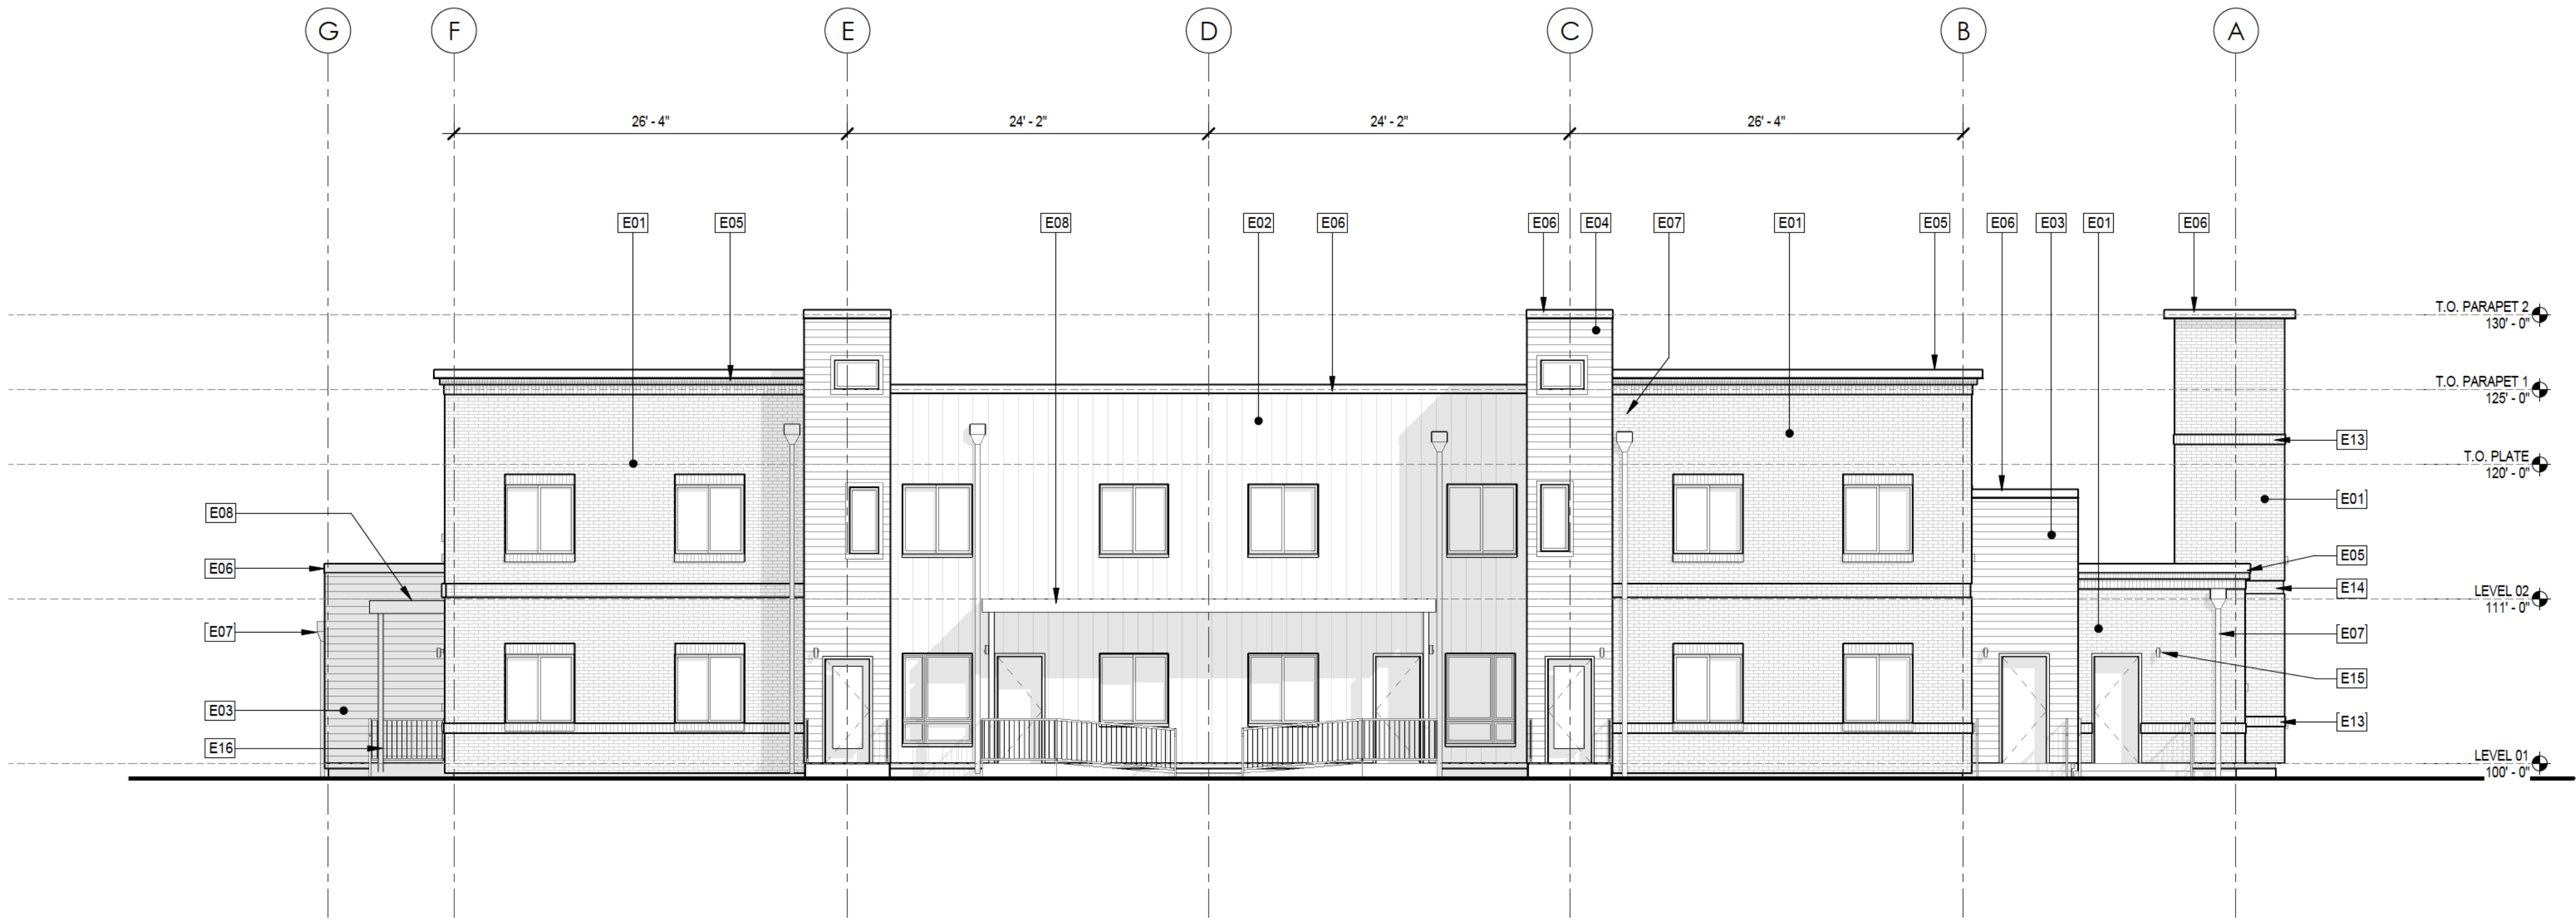 G
F
E
D
C
B
A
26' - 4"
24' - 2"
24' - 2"
26' - 4"
E01
E05
E08
E02
E06
E06
E04
E07
E01
E05
E06
E03
E01
E06
T.O. PARAPET 2
130' - 0"
T.O. PARAPET 1
125' - 0"
E13
T.O. PLATE
120' - 0"
E01
E08
E06
E05
E14
LEVEL 02
111' - 0"
E07
E07
E15
E03
E13
E16
LEVEL 01
100' - 0"